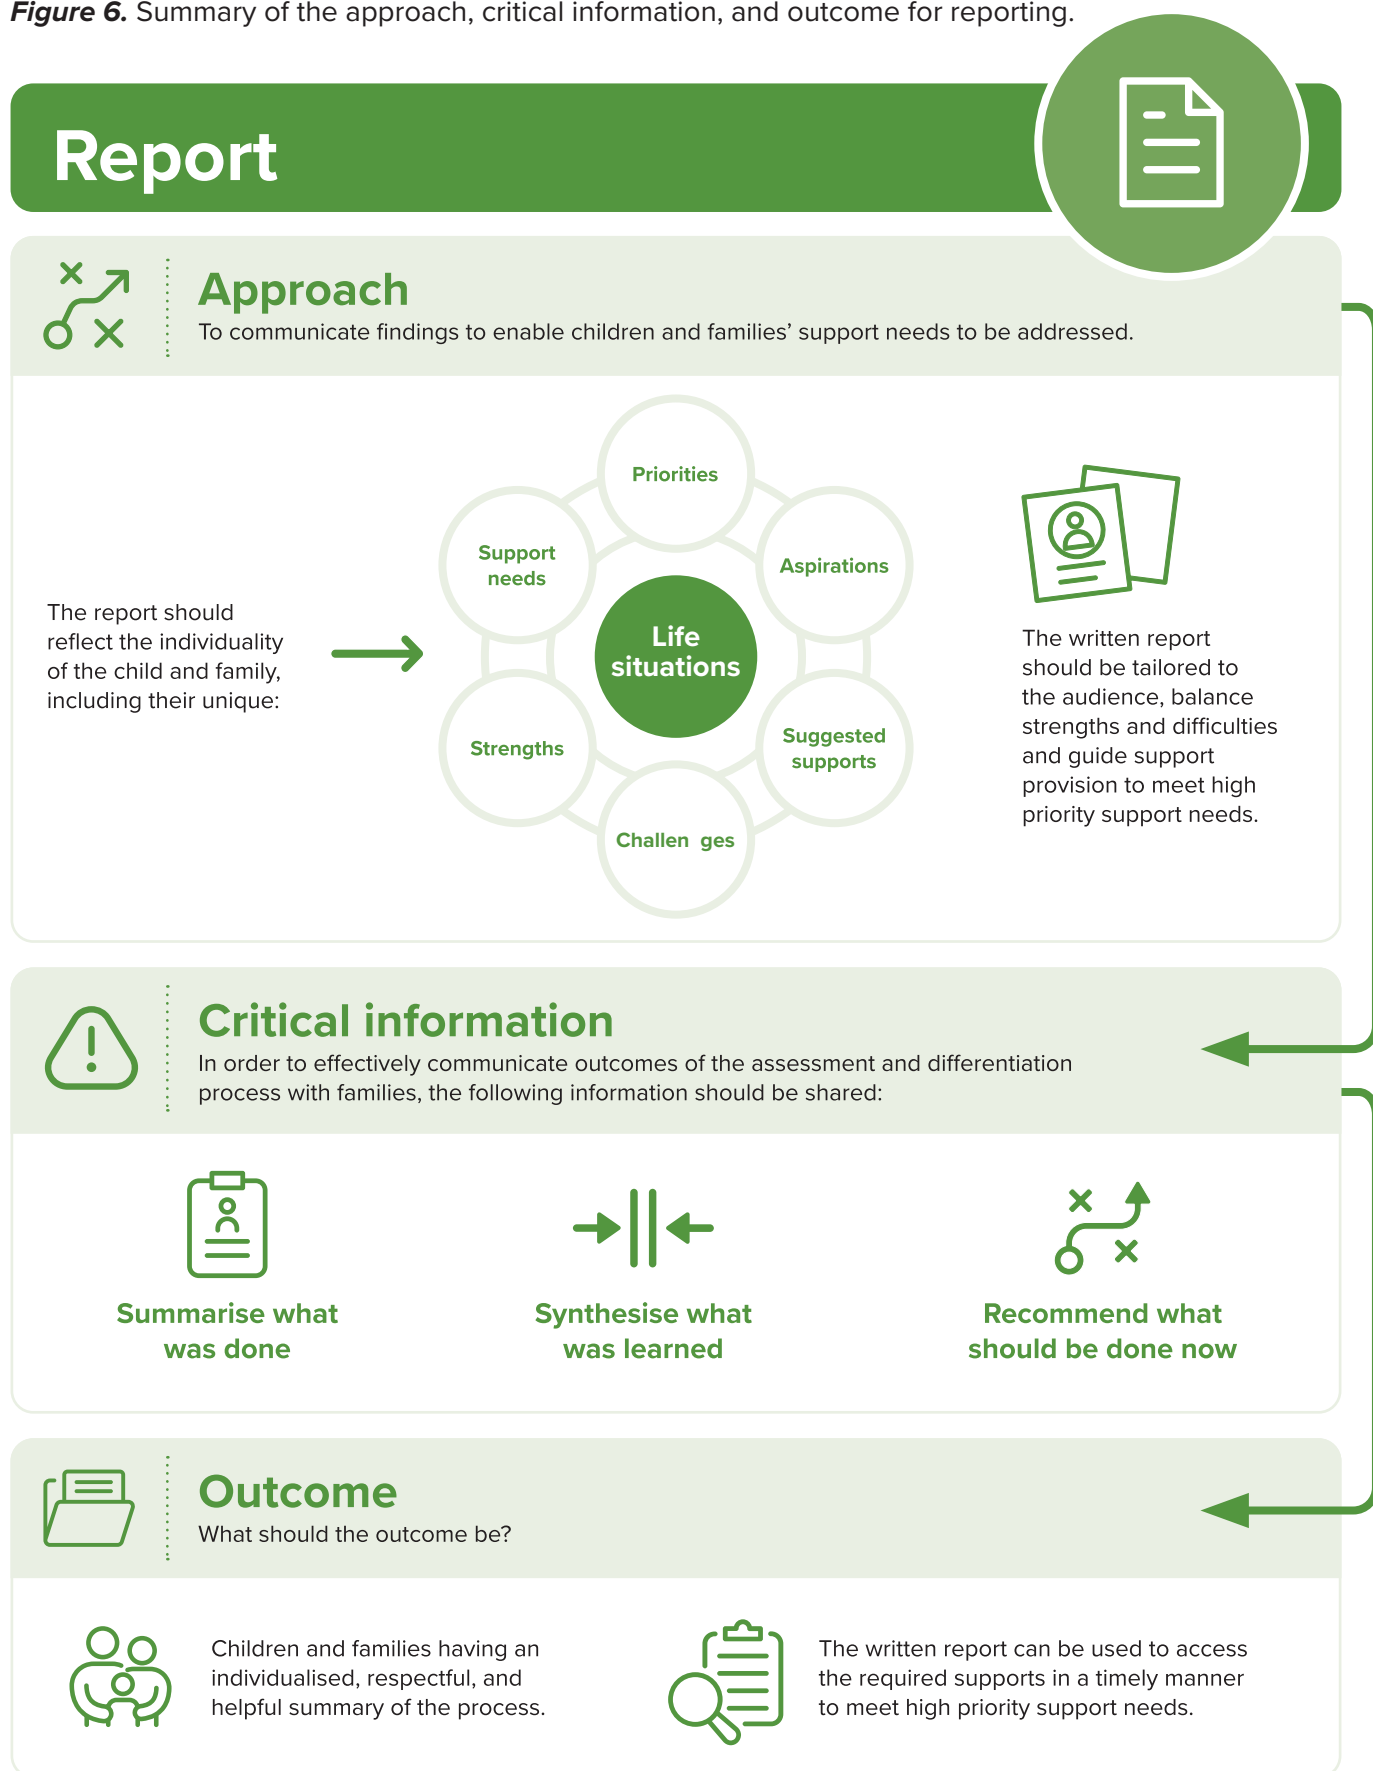 Figure 6. Summary of the approach, critical information, and outcome for reporting.
Report
Approach
To communicate findings to enable children and families’ support needs to be addressed.
The report should
reflect the individuality
of the child and family,
including their unique:
Priorities
Support
needs
Aspirations
Life
situations
Strengths
Suggested
supports
Challen ges
The written report
should be tailored to
the audience, balance
strengths and difficulties
and guide support
provision to meet high
priority support needs.
Critical information
In order to effectively communicate outcomes of the assessment and differentiation
process with families, the following information should be shared:
Summarise what
was done
Synthesise what
was learned
Recommend what
should be done now
Outcome
What should the outcome be?
Children and families having an
individualised, respectful, and
helpful summary of the process.
The written report can be used to access
the required supports in a timely manner
to meet high priority support needs.